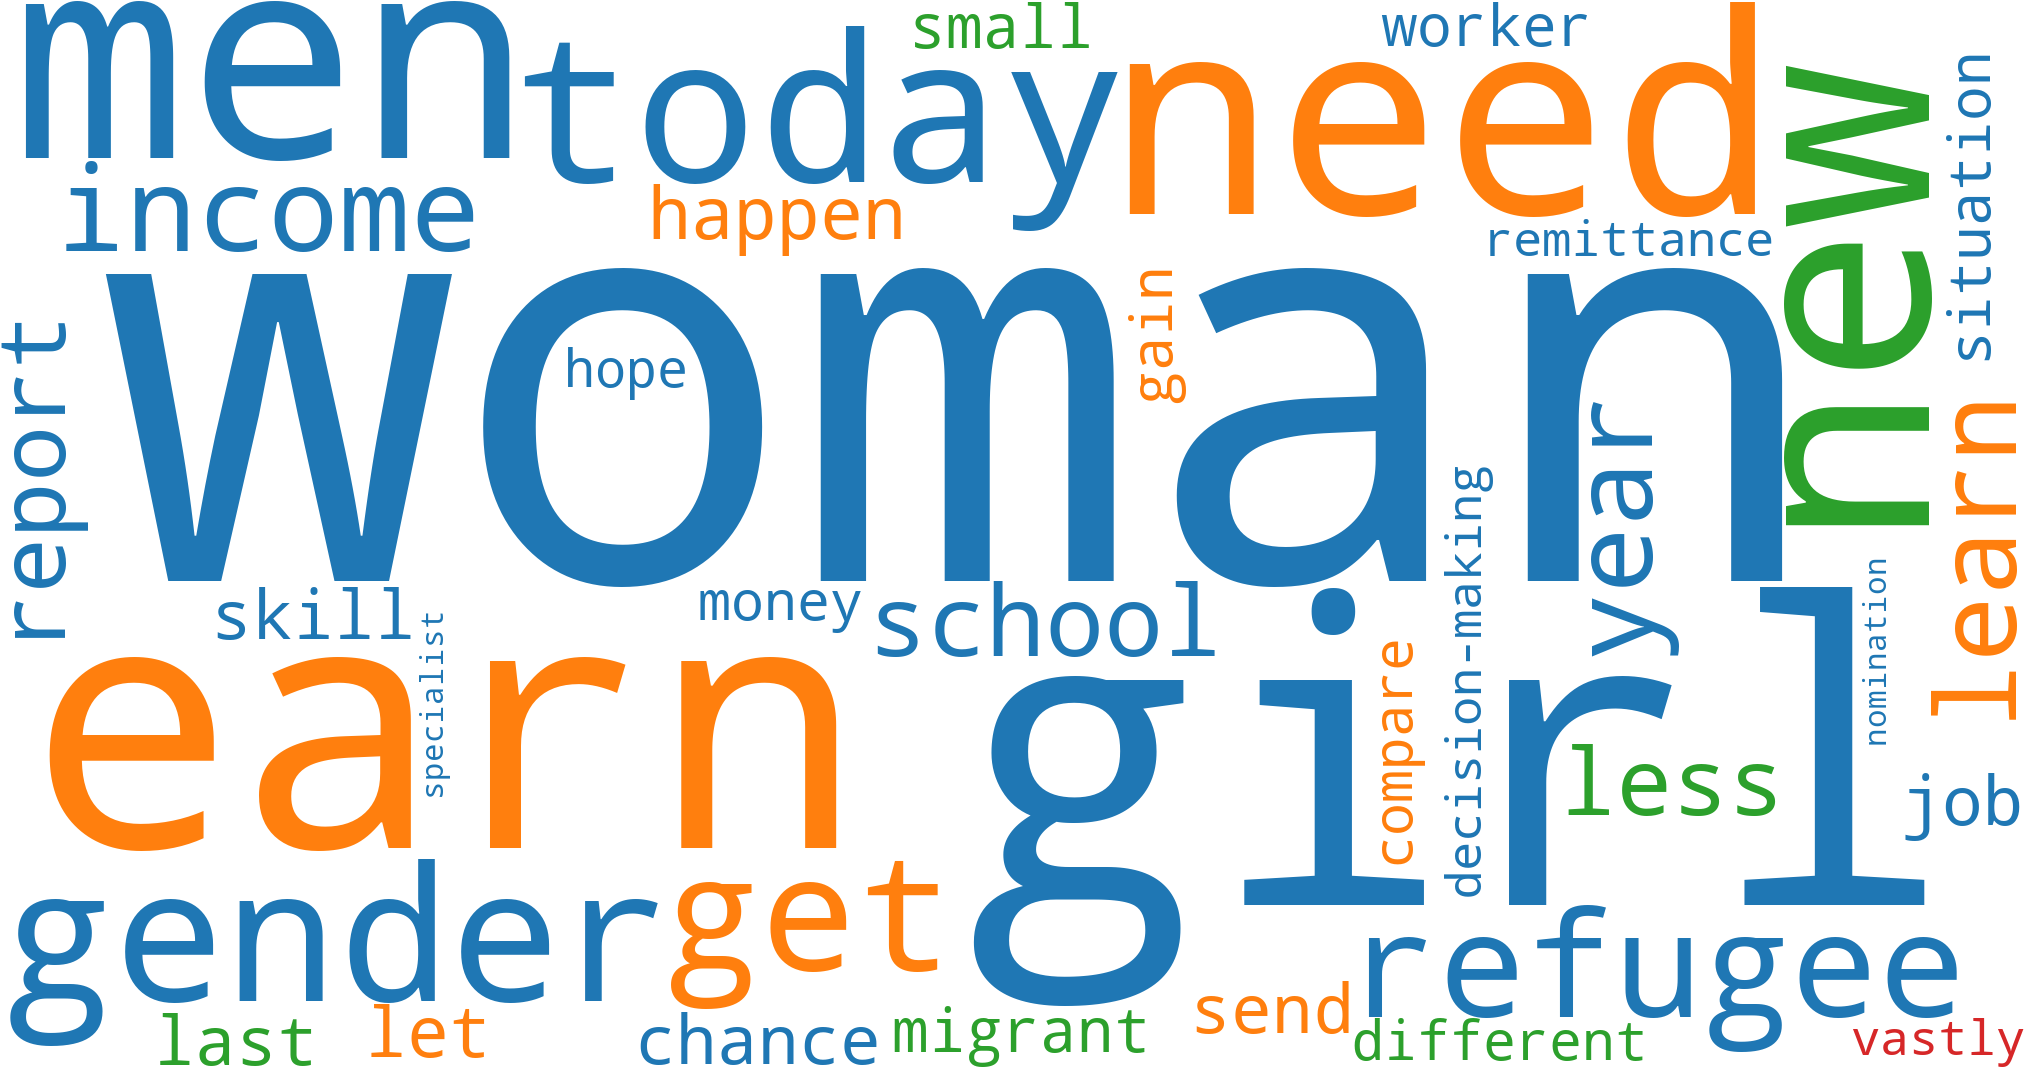 men
today
small
need
worker
new
situation
income
happen
remittance
woman
hope
gain
report
year
learn
skill
money
school
girl
decision-making
nomination
earn
specialist
compare
less
job
gender
get
refugee
last
let
chance
migrant
send
different
vastly